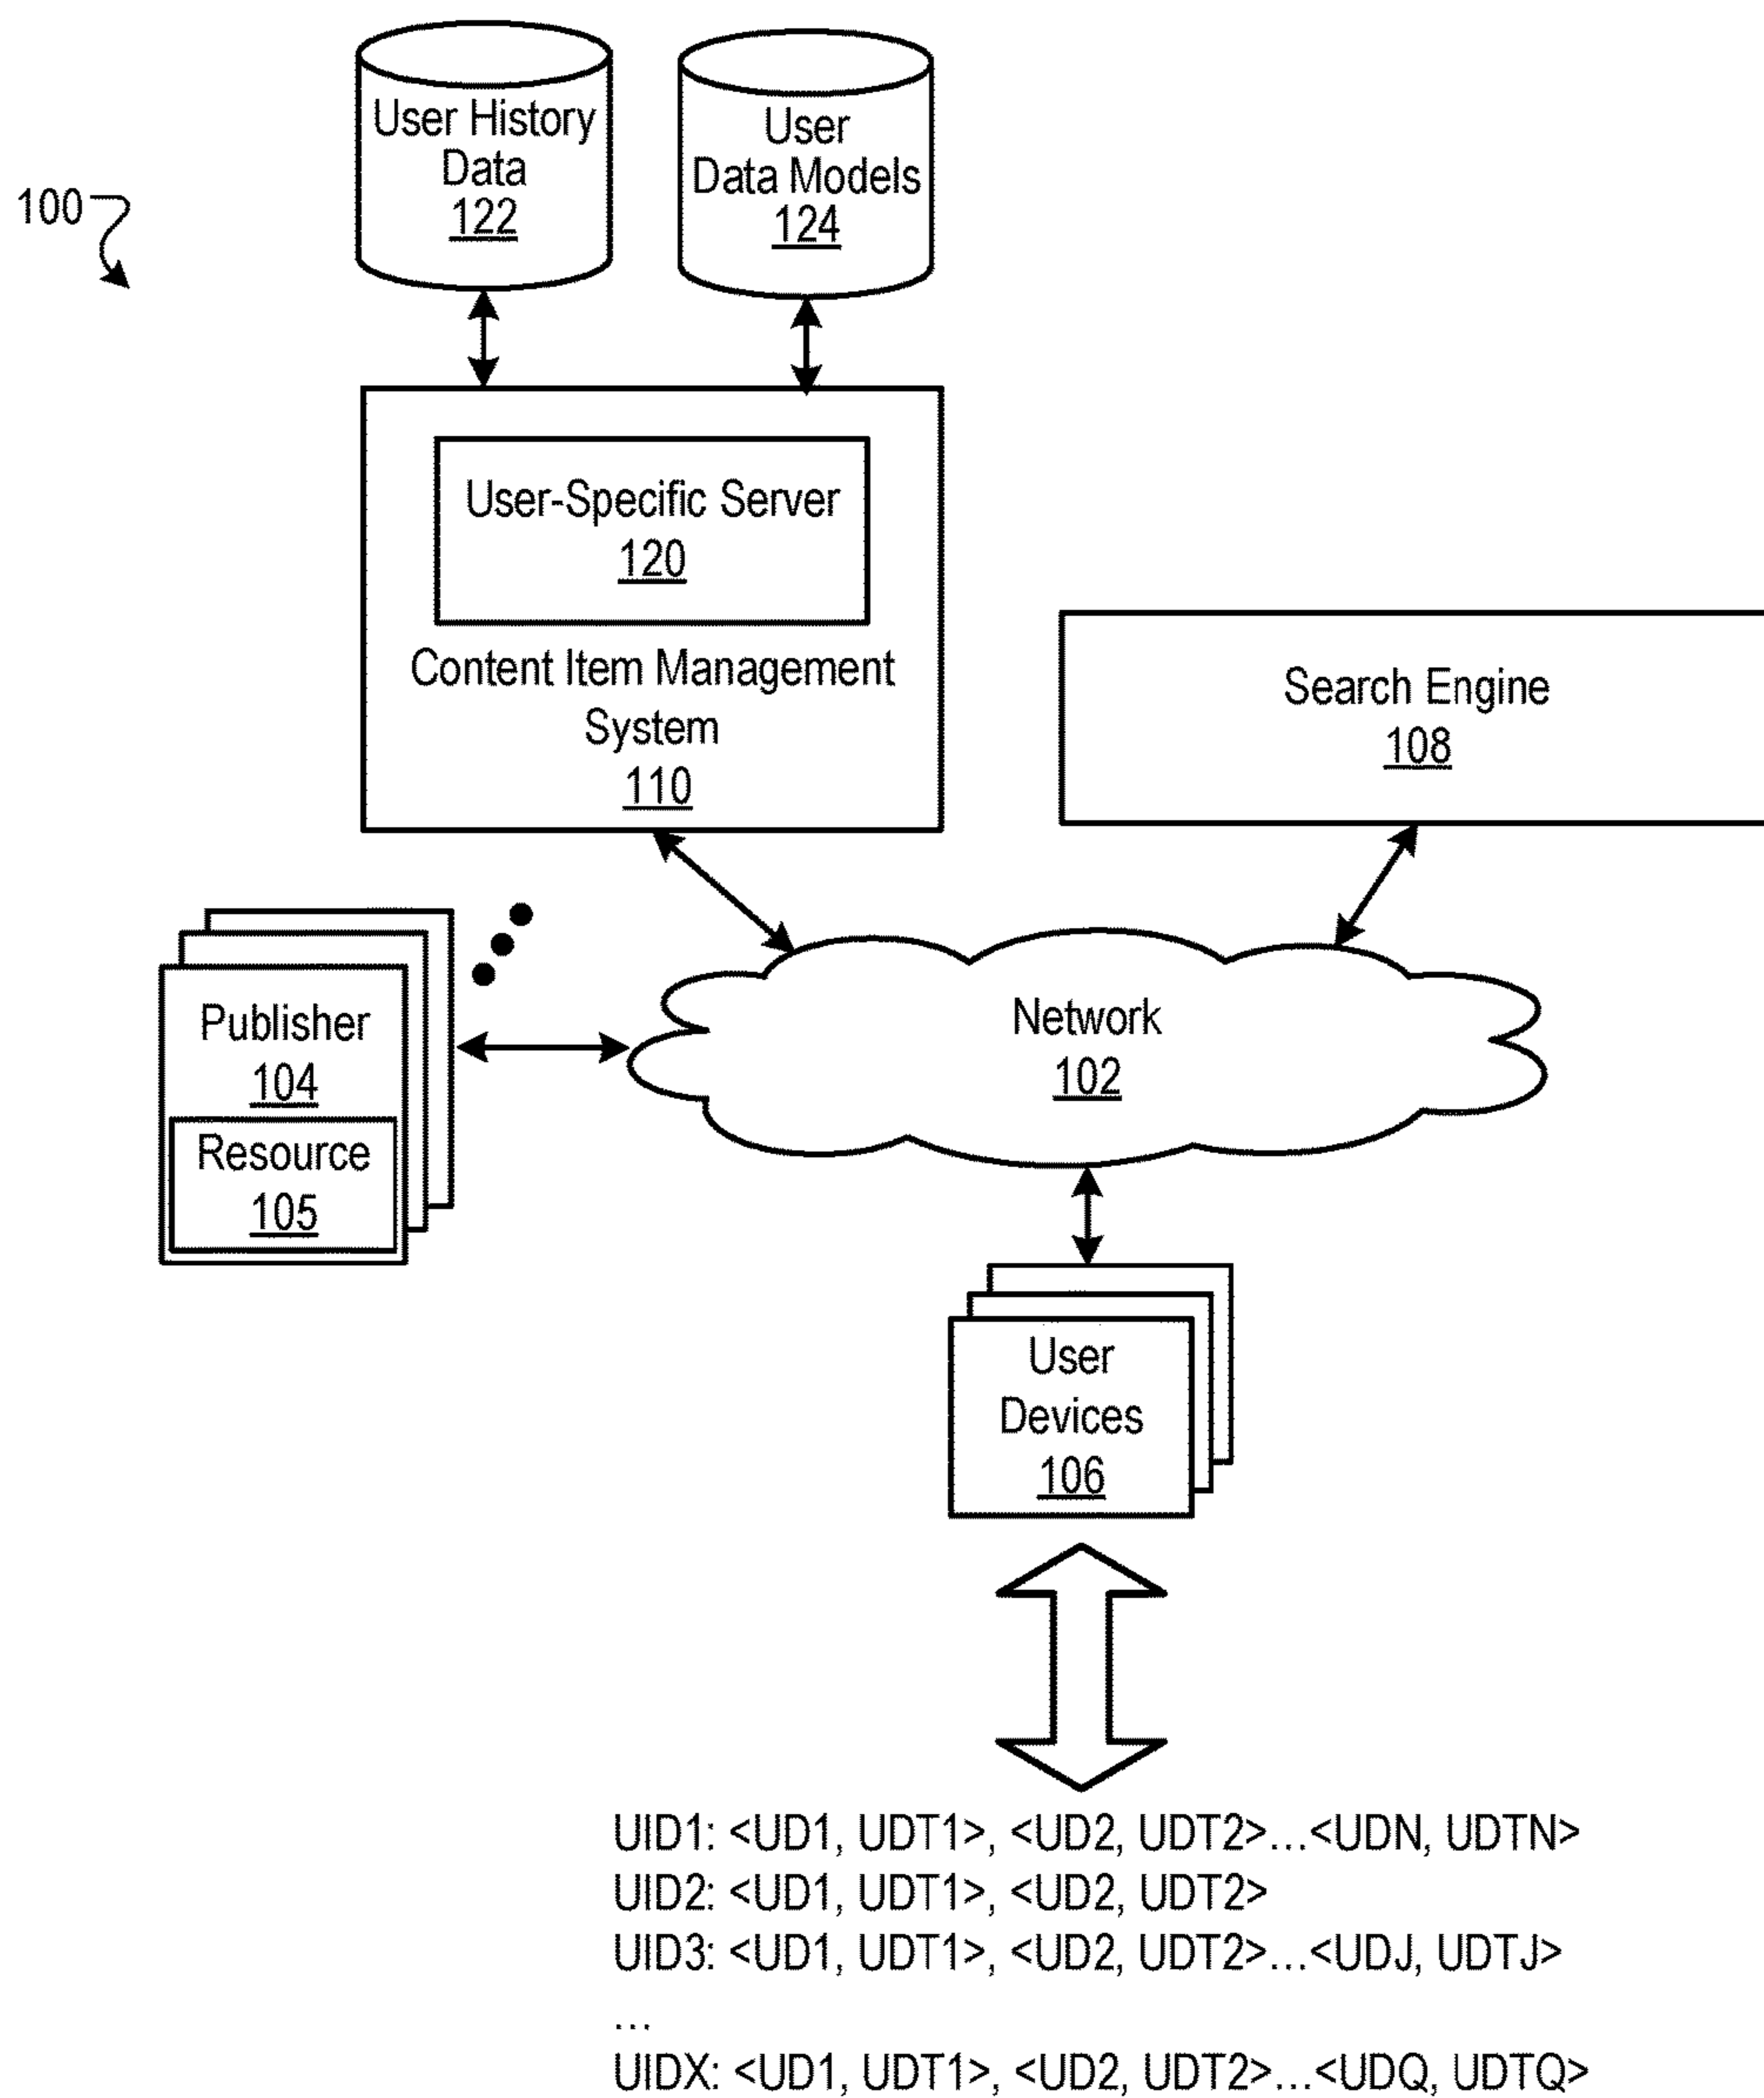 User History
Data
122
User
Data Models
124
100
User-Specific Server
120
Content Item Management
System
110
Search Engine
108
Publisher
104
Resource
105
Network
102
User
Devices
106
UID1: <UD1, UDT1>, <UD2, UDT2>...<UDN, UDTN>
UID2: <UD1, UDT1>, <UD2, UDT2>
UID3: <UD1, UDT1>, <UD2, UDT2>...<UDJ, UDTJ>
...
UIDX: <UD1, UDT1>, <UD2, UDT2>...<UDQ, UDTQ>